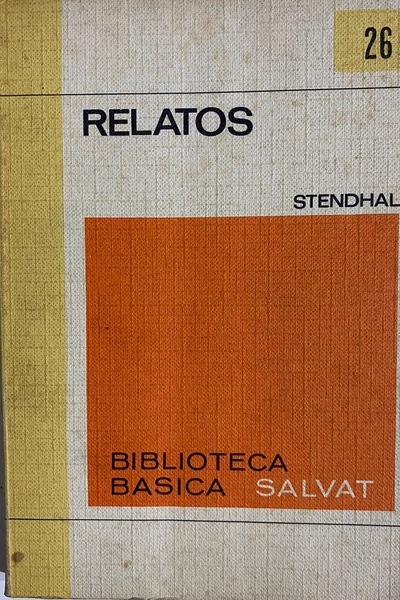 26
RELATOS
STENDHAL
BIBLIOTECA
BASICA SALVAT